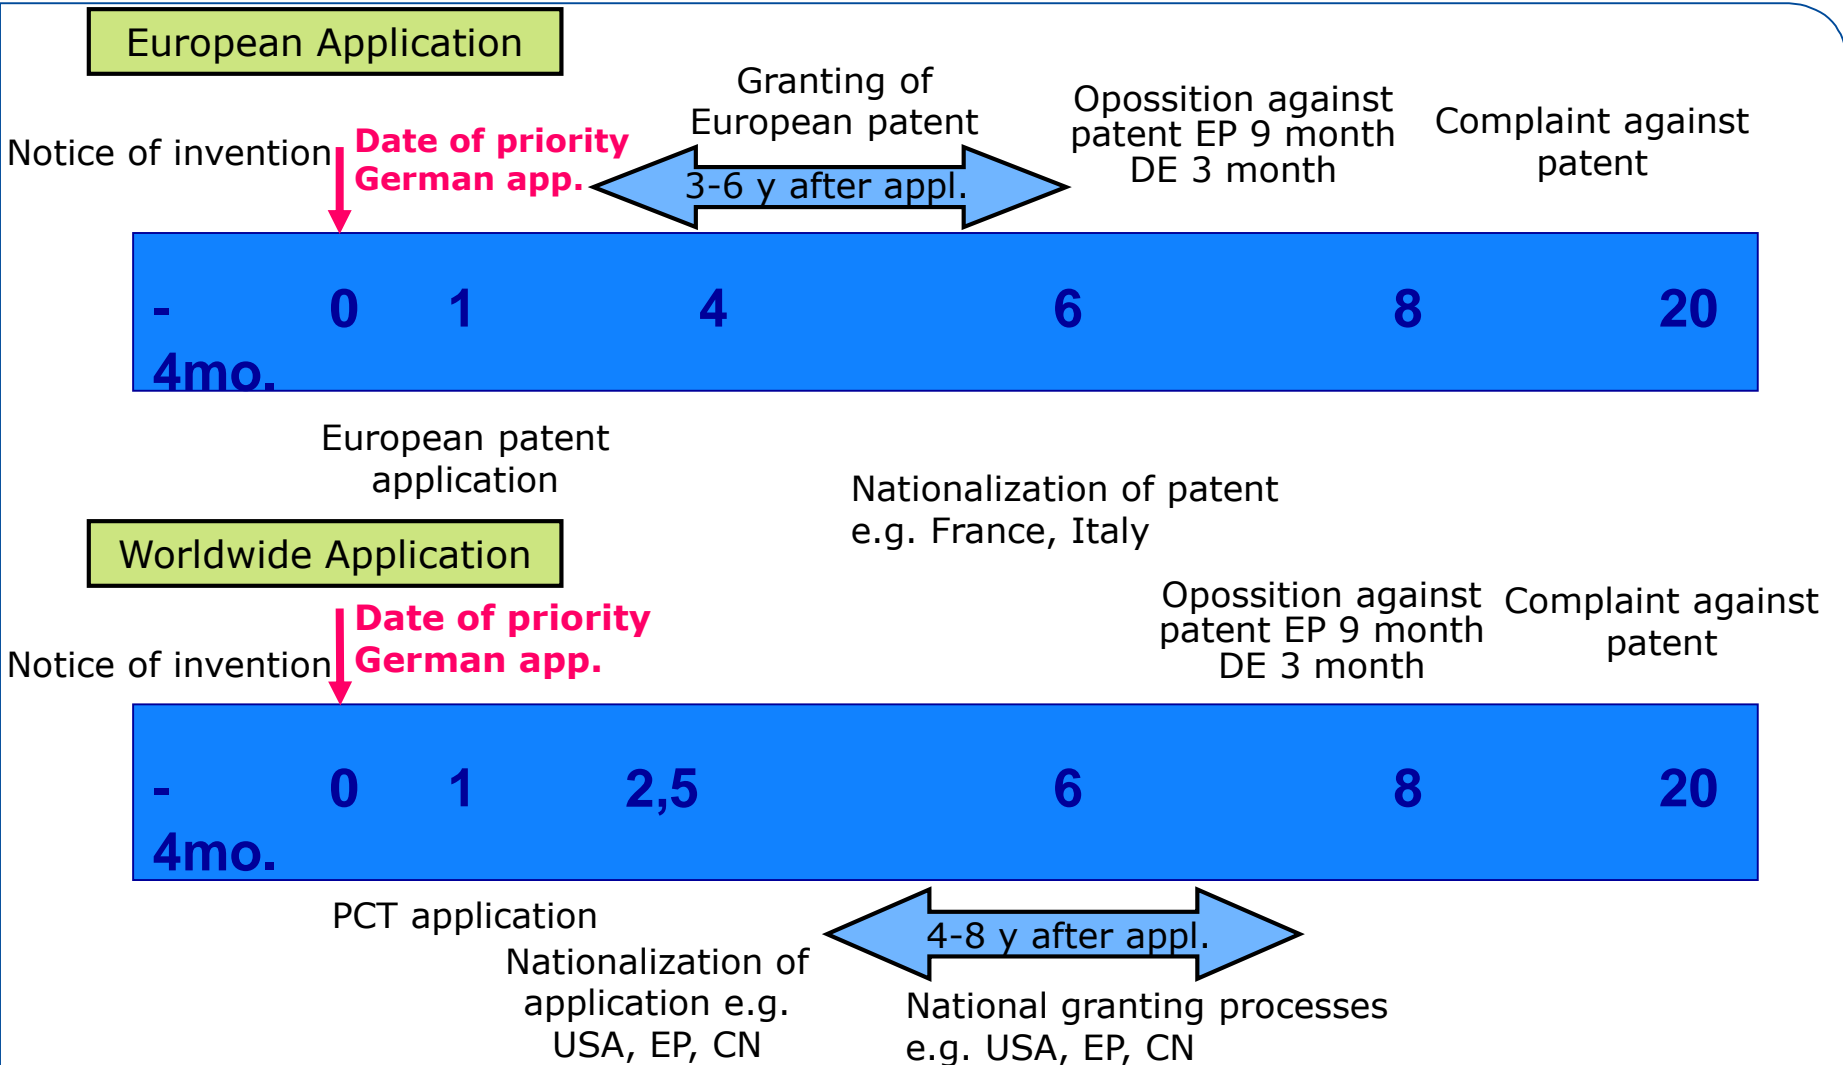 European Application
Notice of invention
Date of priority
German app.
Granting of
European patent
3-6 y after appl.
Opossition against
patent EP 9 month
DE 3 month
Complaint against
patent
- 0 1 4 6 8 20
4mo.
European patent
application
Nationalization of patent
e.g. France, Italy
Worldwide Application
Notice of invention
Date of priority
German app.
Opossition against
patent EP 9 month
DE 3 month
Complaint against
patent
- 0 1 2,5 6 8 20
4mo.
PCT application
Nationalization of
application e.g.
USA, EP, CN
4-8 y after appl.
National granting processes
e.g. USA, EP, CN